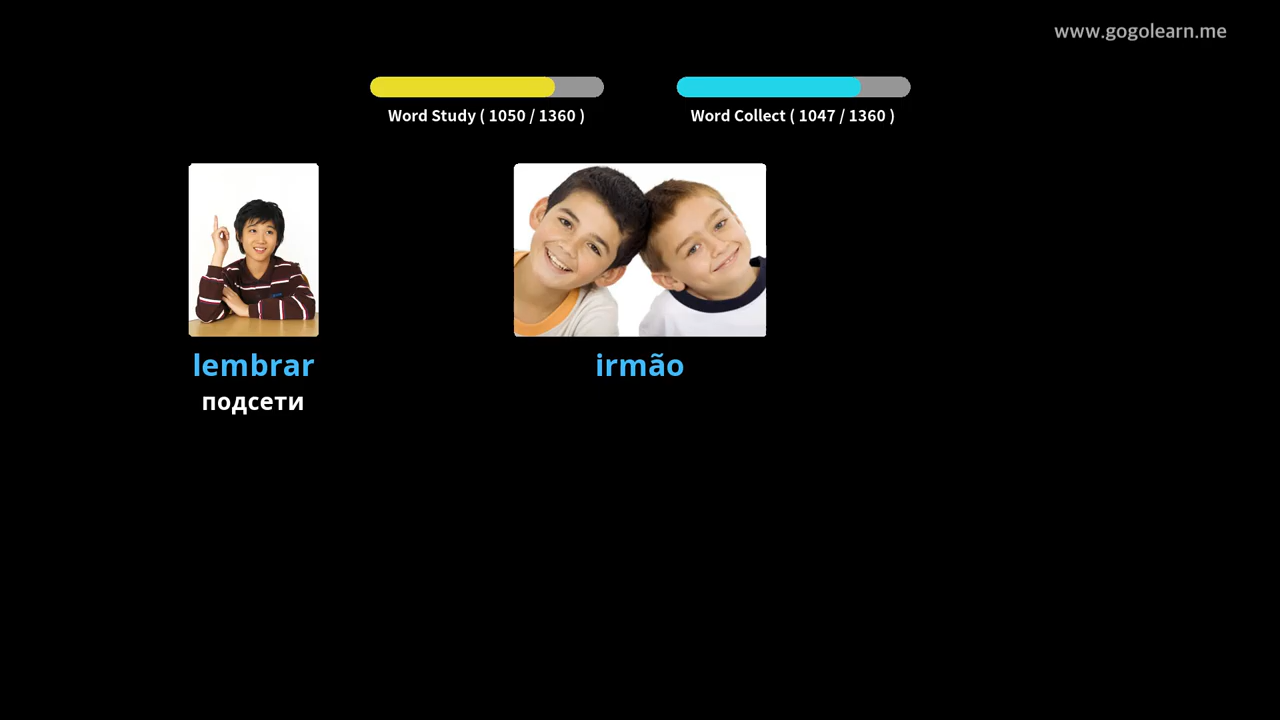 www.gogolearn.me
Word Study ( 1050 / 1360 )
Word Collect ( 1047 / 1360 )
lembrar
irmão
подсети